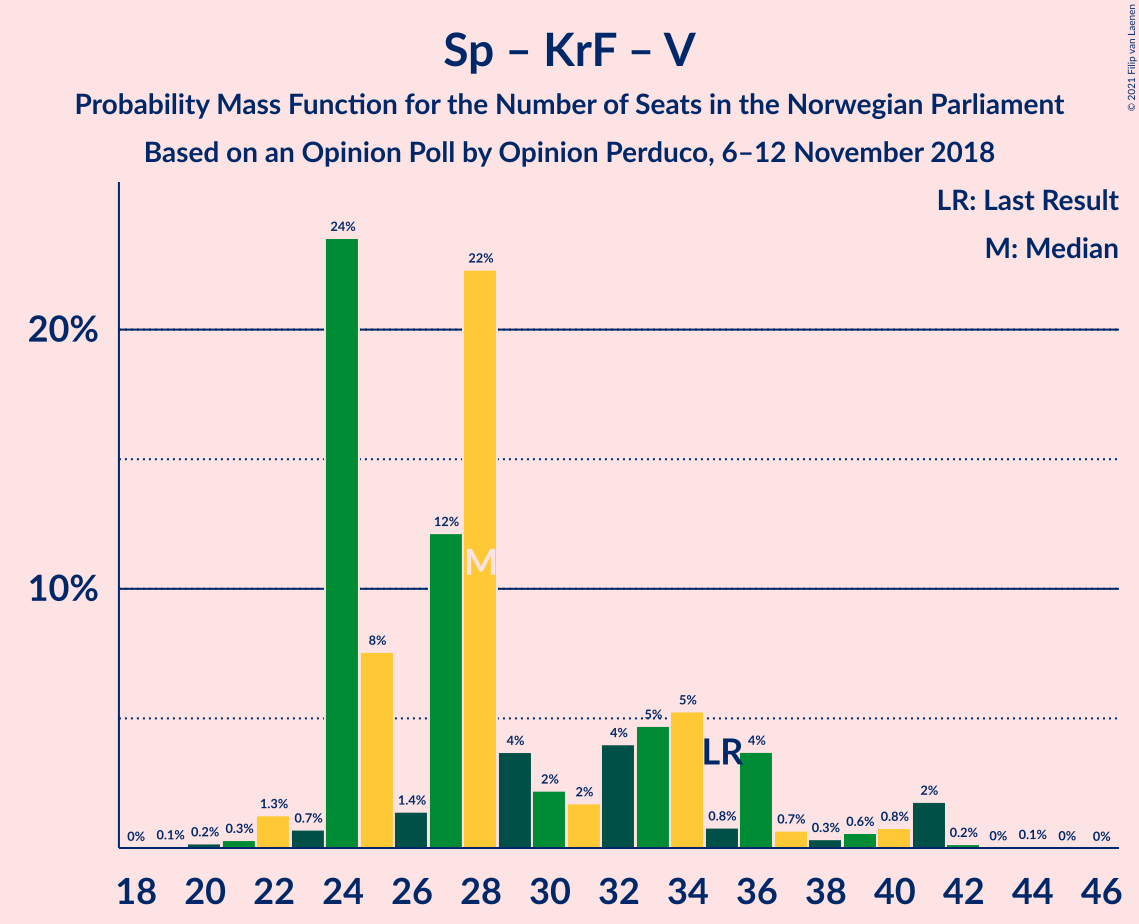 Sp – KrF – V
Probability Mass Function for the Number of Seats in the Norwegian Parliament
Based on an Opinion Poll by Opinion Perduco, 6–12 November 2018
© 2021 Filip van Laenen
LR: Last Result
M: Median
20%
10%
0% 0.1% 0.2% 0.3% 1.3% 0.7% 24% 8% 1.4% 12% 22% 4% 2% 2% 4% 5% 5% 0.8% 4% 0.7% 0.3% 0.6% 0.8% 2% 0.2% 0% 0.1% 0% 0%
M
LR
18 20 22 24 26 28 30 32 34 36 38 40 42 44 46